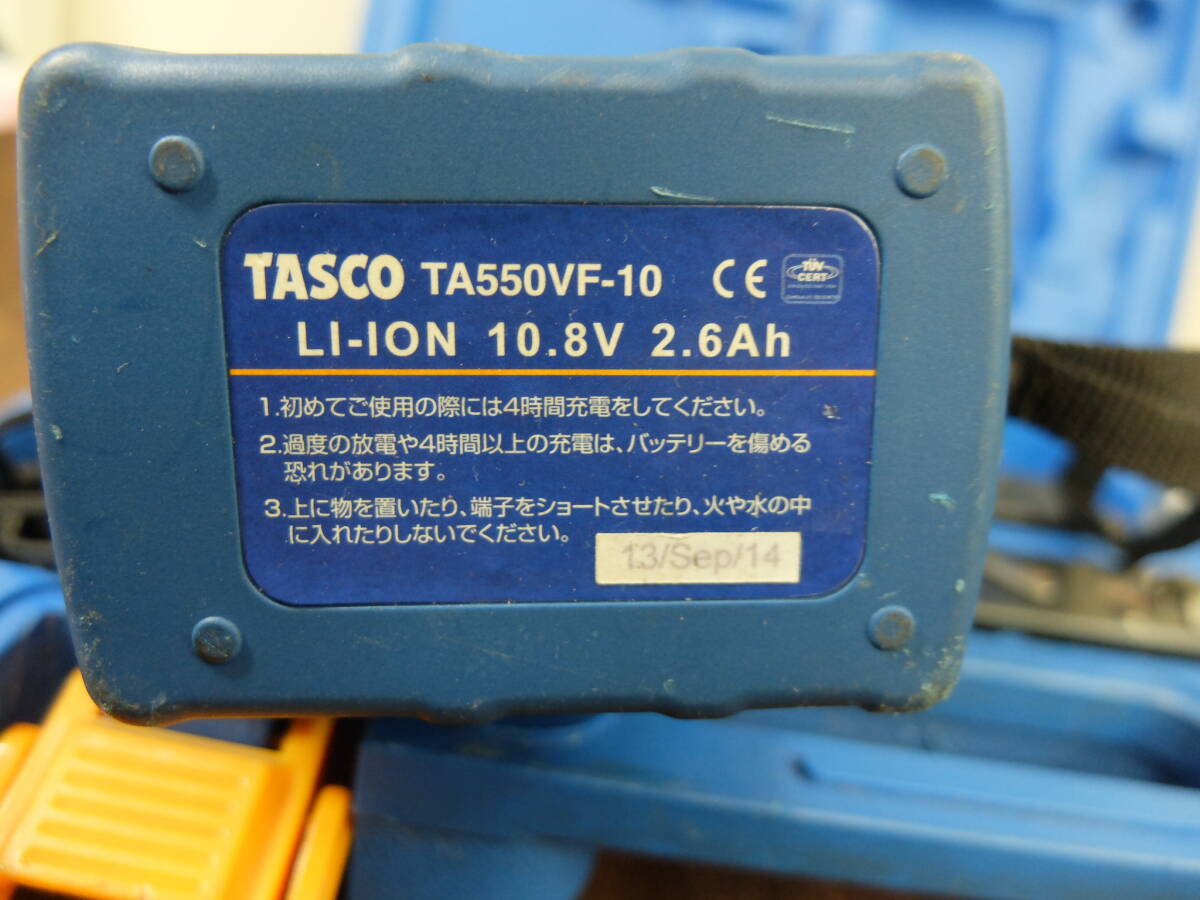 TASCO TA550VF-10 CE TÜV CERT
LI-ION 10.8V 2.6Ah
1.初めてご使用の際には4時間充電をしてください。
2.過度の放電や4時間以上の充電は、バッテリーを傷める
恐れがあります。
3.上に物を置いたり、端子をショートさせたり、火や水の中
に入れたりしないでください。
13/Sep/14